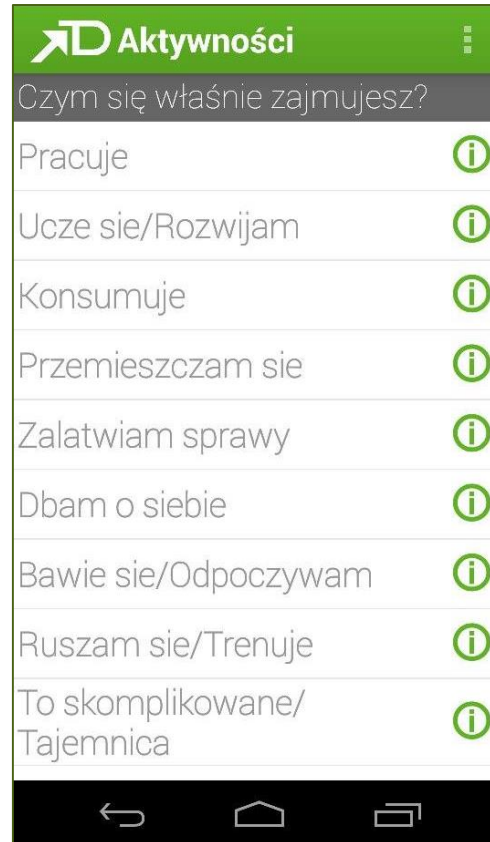 D Aktywności
Czym się właśnie zajmujesz?
Pracuje
Ucze sie/Rozwijam
Konsumuje
Przemieszczam sie
Zalatwiam sprawy
Dbam o siebie
Bawie sie/Odpoczywam
Ruszam sie/Trenuje
To skomplikowane/
Tajemnica